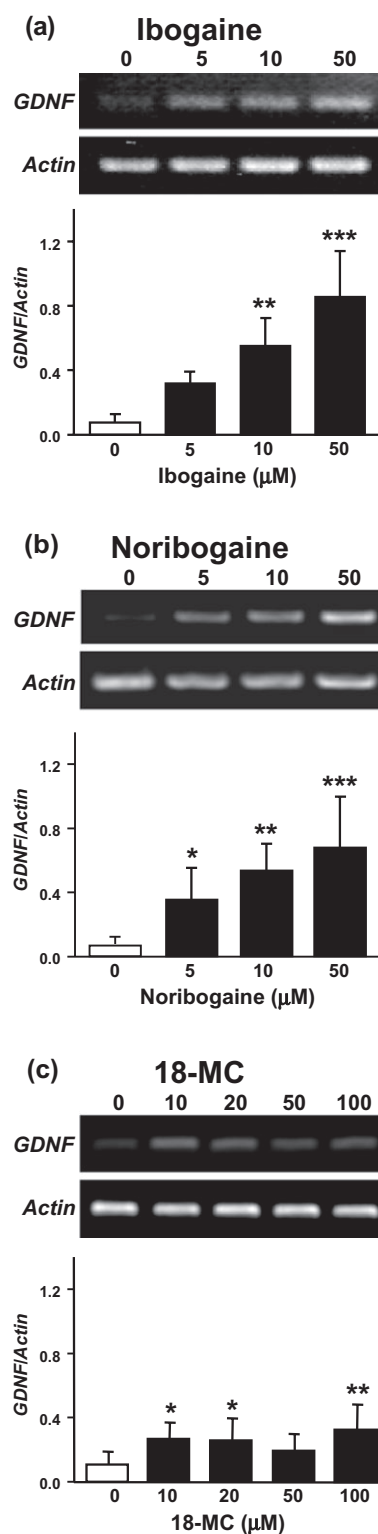 (a) Ibogaine
0 5 10 50
GDNF
Actin
GDNF/Actin
1.2
0.8
0.4
0.0
** ***
0 5 10 50
Ibogaine (μM)
(b) Noribogaine
0 5 10 50
GDNF
Actin
GDNF/Actin
1.2
0.8
0.4
0.0
* ** ***
0 5 10 50
Noribogaine (μM)
(c) 18-MC
0 10 20 50 100
GDNF
Actin
GDNF/Actin
1.2
0.8
0.4
0.0
* * **
0 10 20 50 100
18-MC (μM)